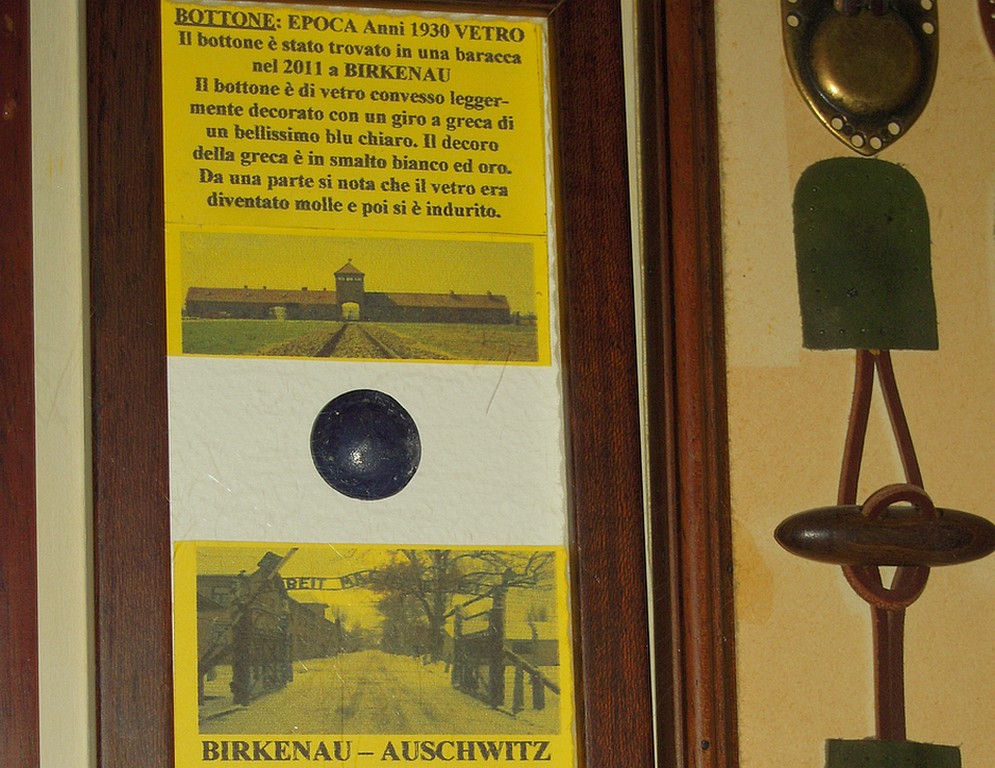 BOTTONE: EPOCA Anni 1930 VETRO
Il bottone è stato trovato in una baracca
nel 2011 a BIRKENAU
Il bottone è di vetro convesso legger-
mente decorato con un giro a greca di
un bellissimo blu chiaro. Il decoro
della greca è in smalto bianco ed oro.
Da una parte si nota che il vetro era
diventato molle e poi si è indurito.
BIRKENAU – AUSCHWITZ